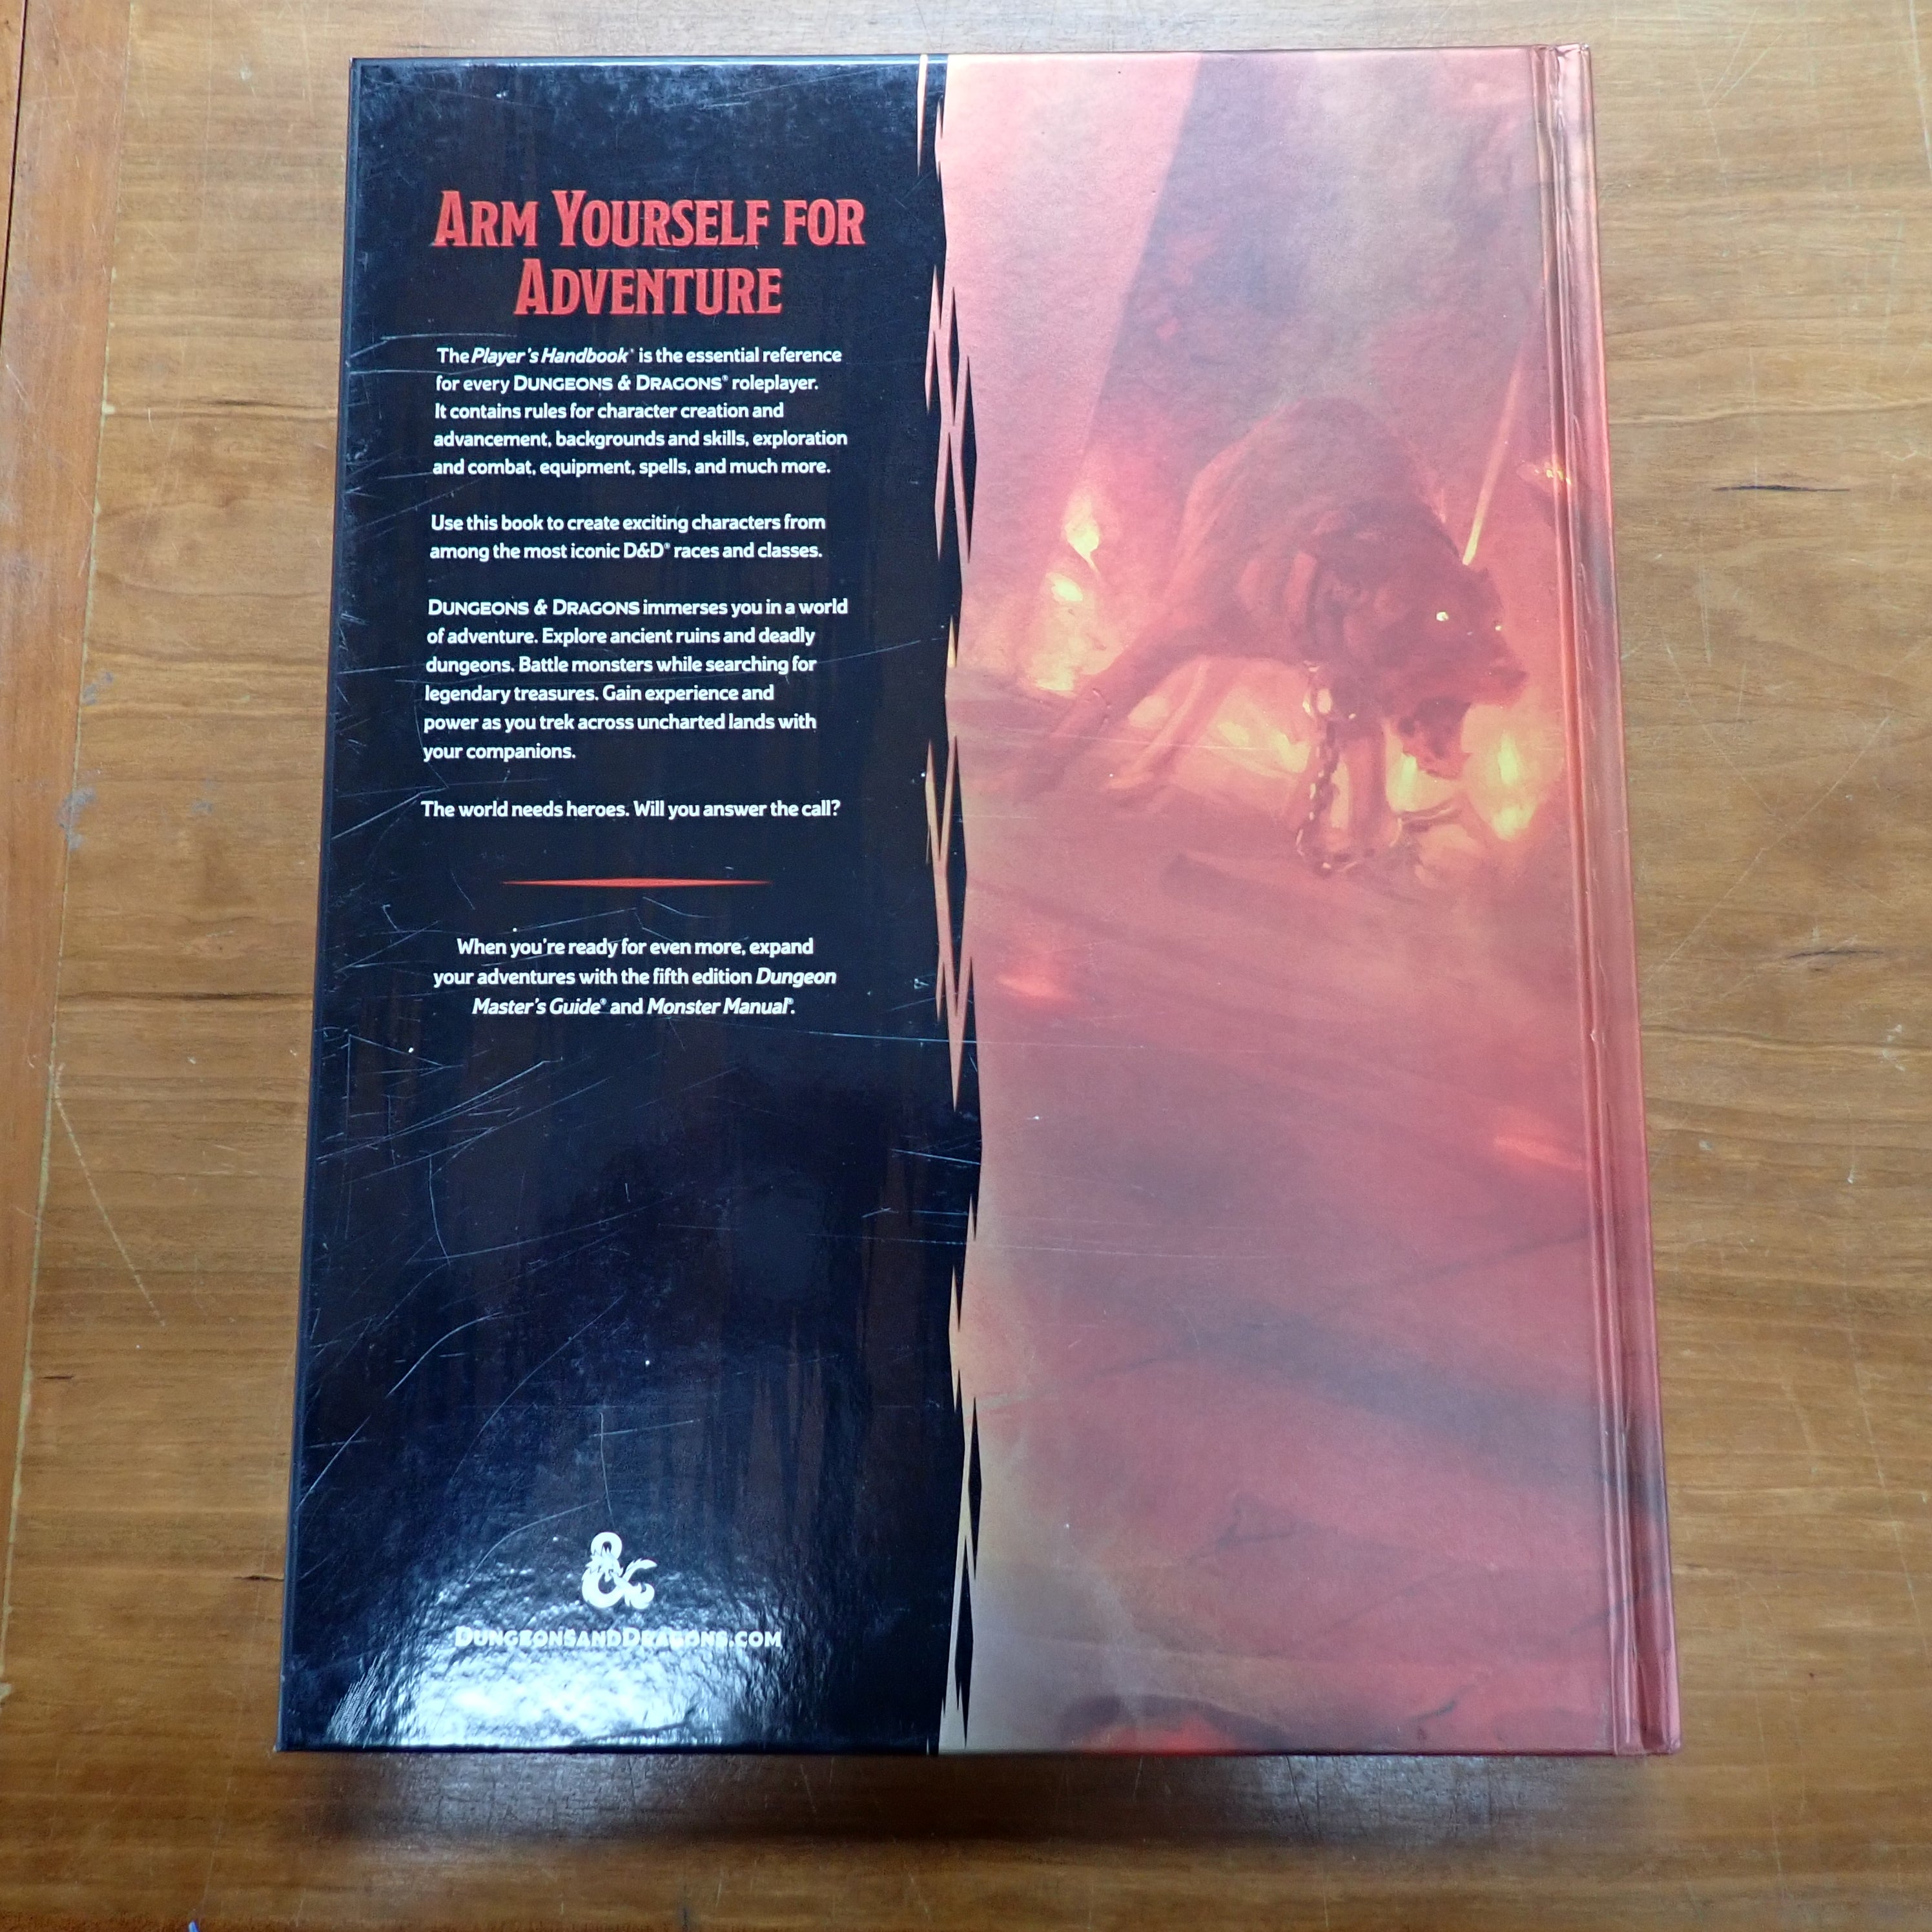 ARM YOURSELF FOR
ADVENTURE
The Player's Handbook® is the essential reference
for every DUNGEONS & DRAGONS® roleplayer.
It contains rules for character creation and
advancement, backgrounds and skills, exploration
and combat, equipment, spells, and much more.
Use this book to create exciting characters from
among the most iconic D&D® races and classes.
DUNGEONS & DRAGONS immerses you in a world
of adventure. Explore ancient ruins and deadly
dungeons. Battle monsters while searching for
legendary treasures. Gain experience and
power as you trek across uncharted lands with
your companions.
The world needs heroes. Will you answer the call?
When you're ready for even more, expand
your adventures with the fifth edition Dungeon
Master's Guide® and Monster Manual®.
&
DUNGEONSANDDRAGONS.COM